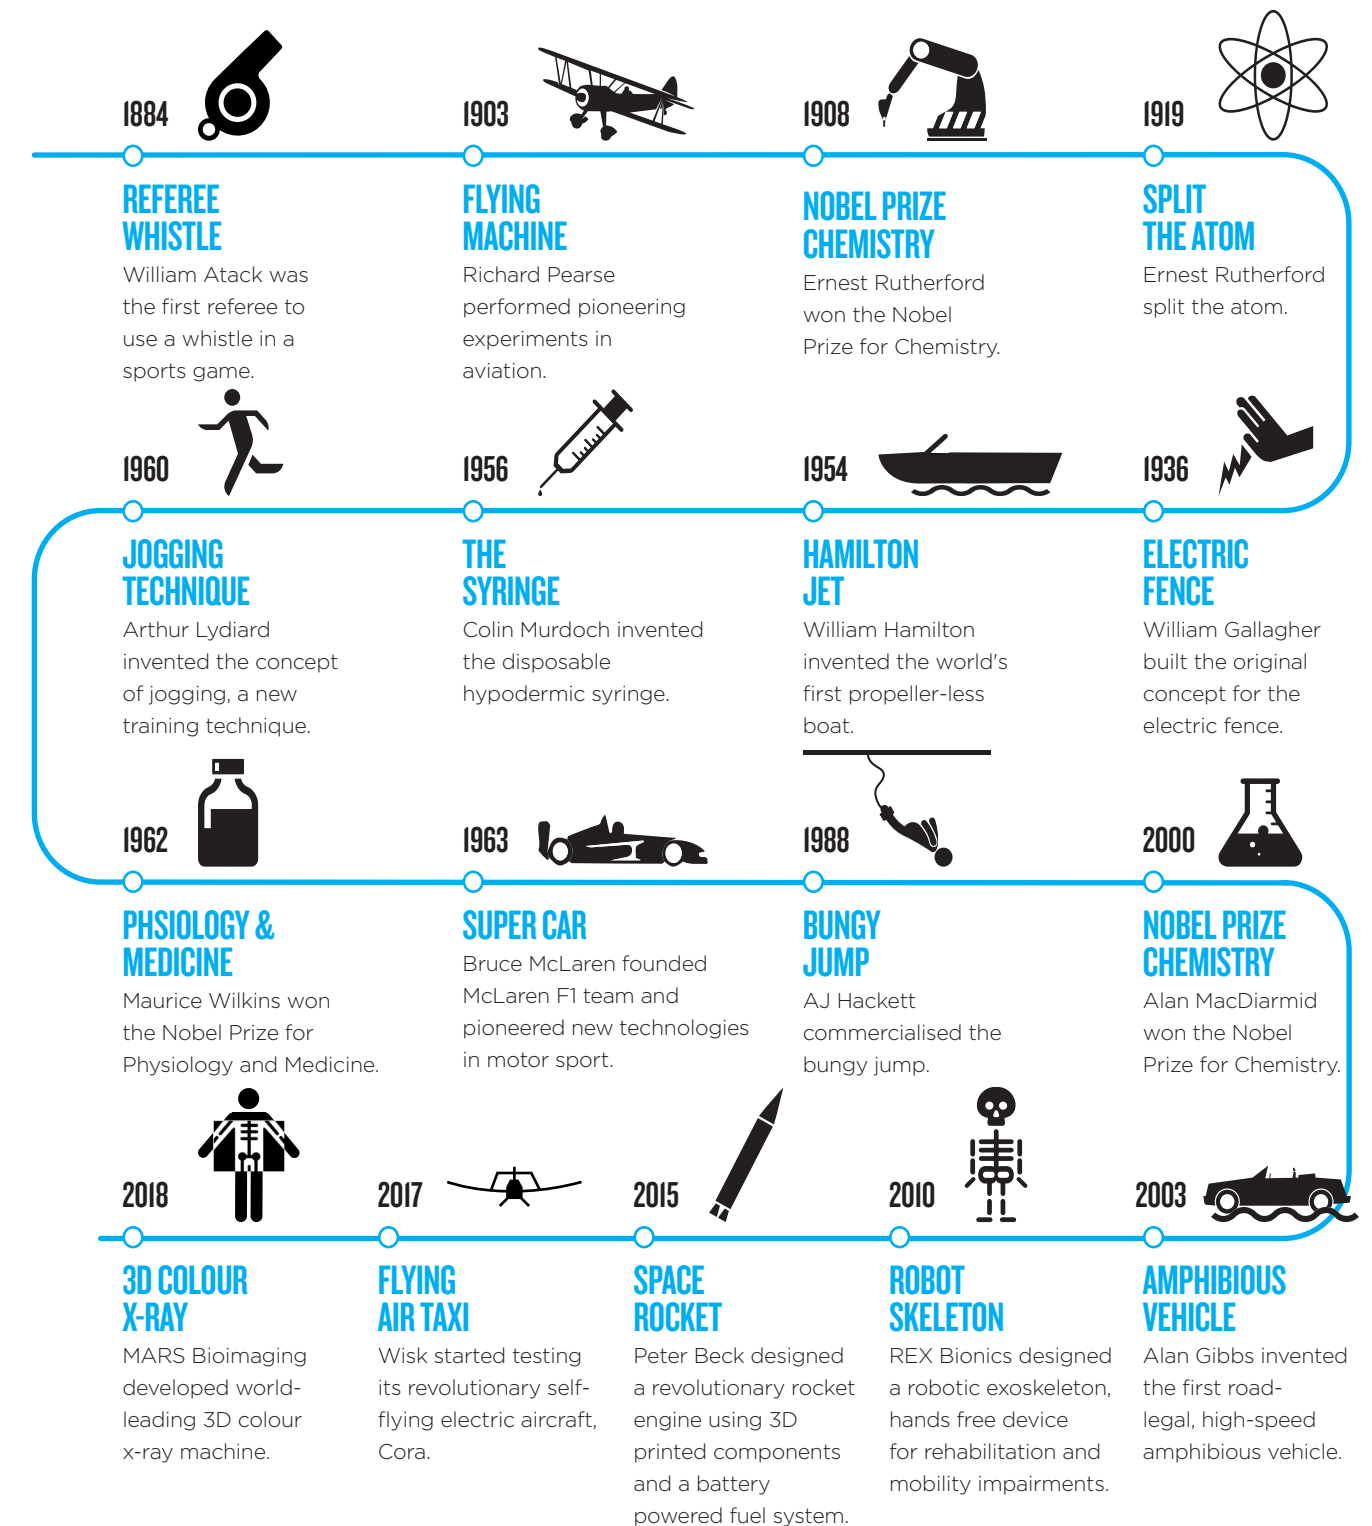 1884
REFEREE
WHISTLE
William Atack was
the first referee to
use a whistle in a
sports game.
1903
FLYING
MACHINE
Richard Pearse
performed pioneering
experiments in
aviation.
1908
NOBEL PRIZE
CHEMISTRY
Ernest Rutherford
won the Nobel
Prize for Chemistry.
1919
SPLIT
THE ATOM
Ernest Rutherford
split the atom.
1936
ELECTRIC
FENCE
William Gallagher
built the original
concept for the
electric fence.
1954
HAMILTON
JET
William Hamilton
invented the world's
first propeller-less
boat.
1956
THE
SYRINGE
Colin Murdoch invented
the disposable
hypodermic syringe.
1960
JOGGING
TECHNIQUE
Arthur Lydiard
invented the concept
of jogging, a new
training technique.
1962
PHSIOLOGY &
MEDICINE
Maurice Wilkins won
the Nobel Prize for
Physiology and Medicine.
1963
SUPER CAR
Bruce McLaren founded
McLaren F1 team and
pioneered new technologies
in motor sport.
1988
BUNGY
JUMP
AJ Hackett
commercialised the
bungy jump.
2000
NOBEL PRIZE
CHEMISTRY
Alan MacDiarmid
won the Nobel
Prize for Chemistry.
2003
AMPHIBIOUS
VEHICLE
Alan Gibbs invented
the first road-
legal, high-speed
amphibious vehicle.
2010
ROBOT
SKELETON
REX Bionics designed
a robotic exoskeleton,
hands free device
for rehabilitation and
mobility impairments.
2015
SPACE
ROCKET
Peter Beck designed
a revolutionary rocket
engine using 3D
printed components
and a battery
powered fuel system.
2017
FLYING
AIR TAXI
Wisk started testing
its revolutionary self-
flying electric aircraft,
Cora.
2018
3D COLOUR
X-RAY
MARS Bioimaging
developed world-
leading 3D colour
x-ray machine.